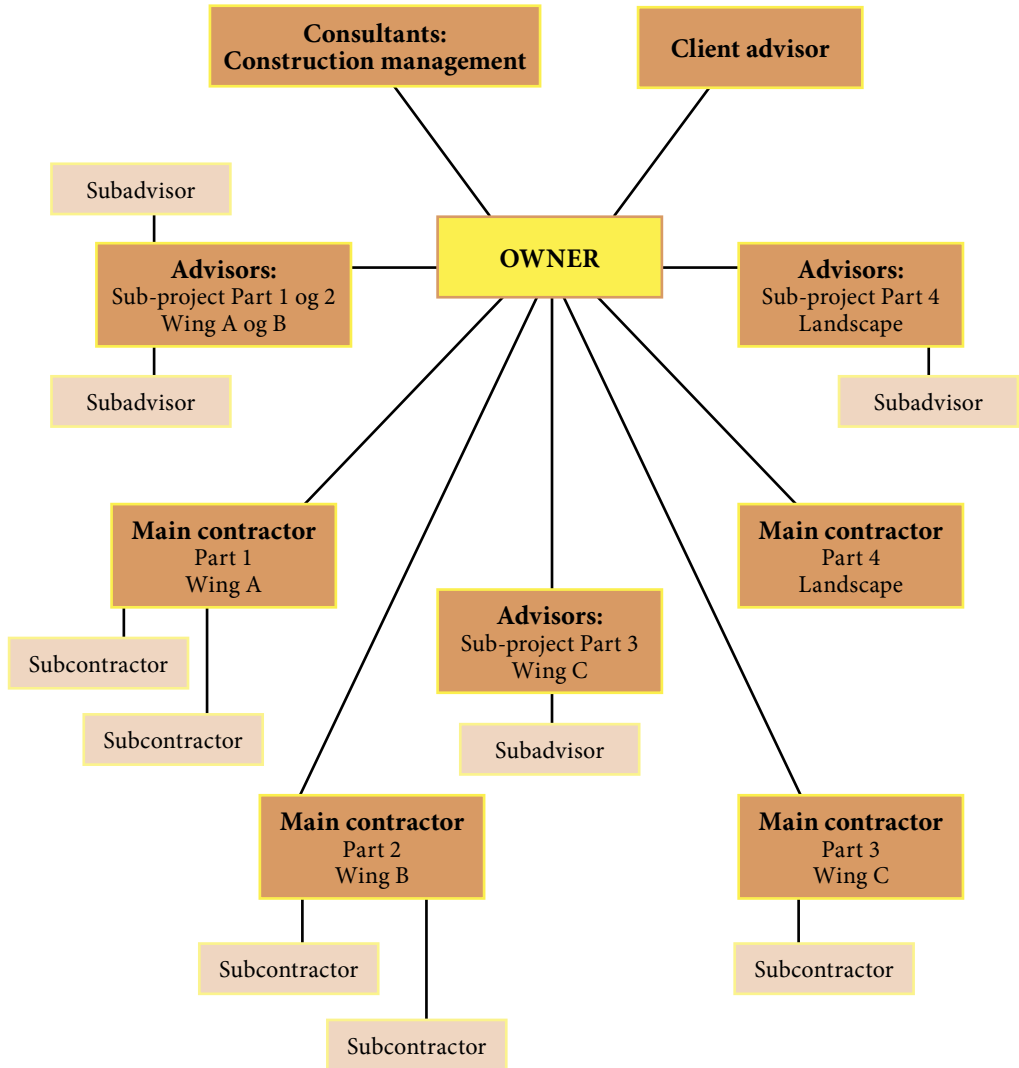 Consultants:
Construction management
Client advisor
Subadvisor
OWNER
Advisors:
Sub-project Part 1 og 2
Wing A og B
Advisors:
Sub-project Part 4
Landscape
Subadvisor
Subadvisor
Main contractor
Part 1
Wing A
Main contractor
Part 4
Landscape
Advisors:
Sub-project Part 3
Wing C
Subcontractor
Subcontractor
Subadvisor
Main contractor
Part 2
Wing B
Main contractor
Part 3
Wing C
Subcontractor
Subcontractor
Subcontractor